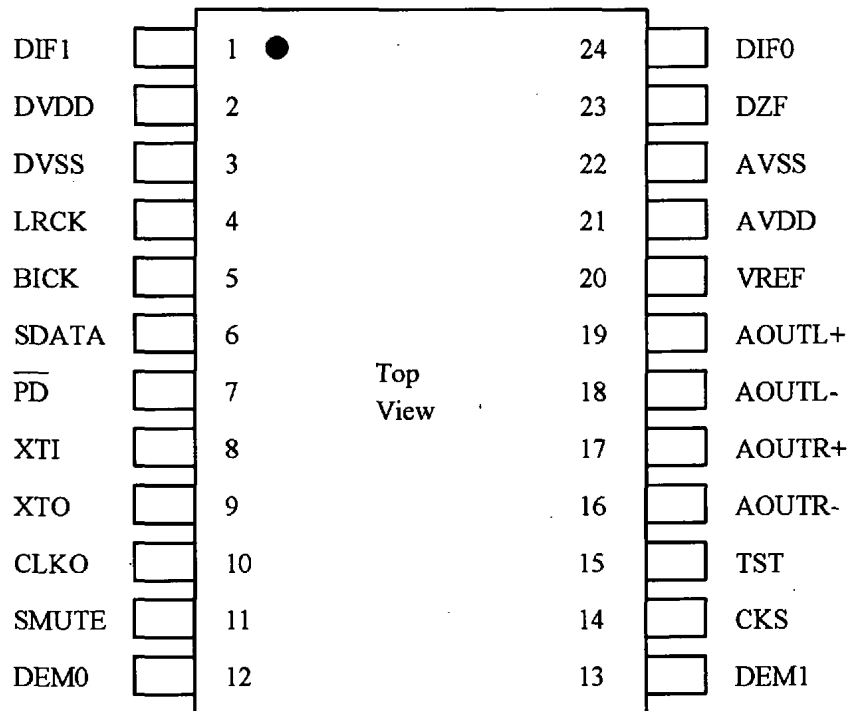 DIF1 1 24 DIF0
DVDD 2 23 DZF
DVSS 3 22 AVSS
LRCK 4 21 AVDD
BICK 5 20 VREF
SDATA 6 19 AOUTL+
PD 7 18 AOUTL-
Top
View
XTI 8 17 AOUTR+
XTO 9 16 AOUTR-
CLKO 10 15 TST
SMUTE 11 14 CKS
DEM0 12 13 DEM1